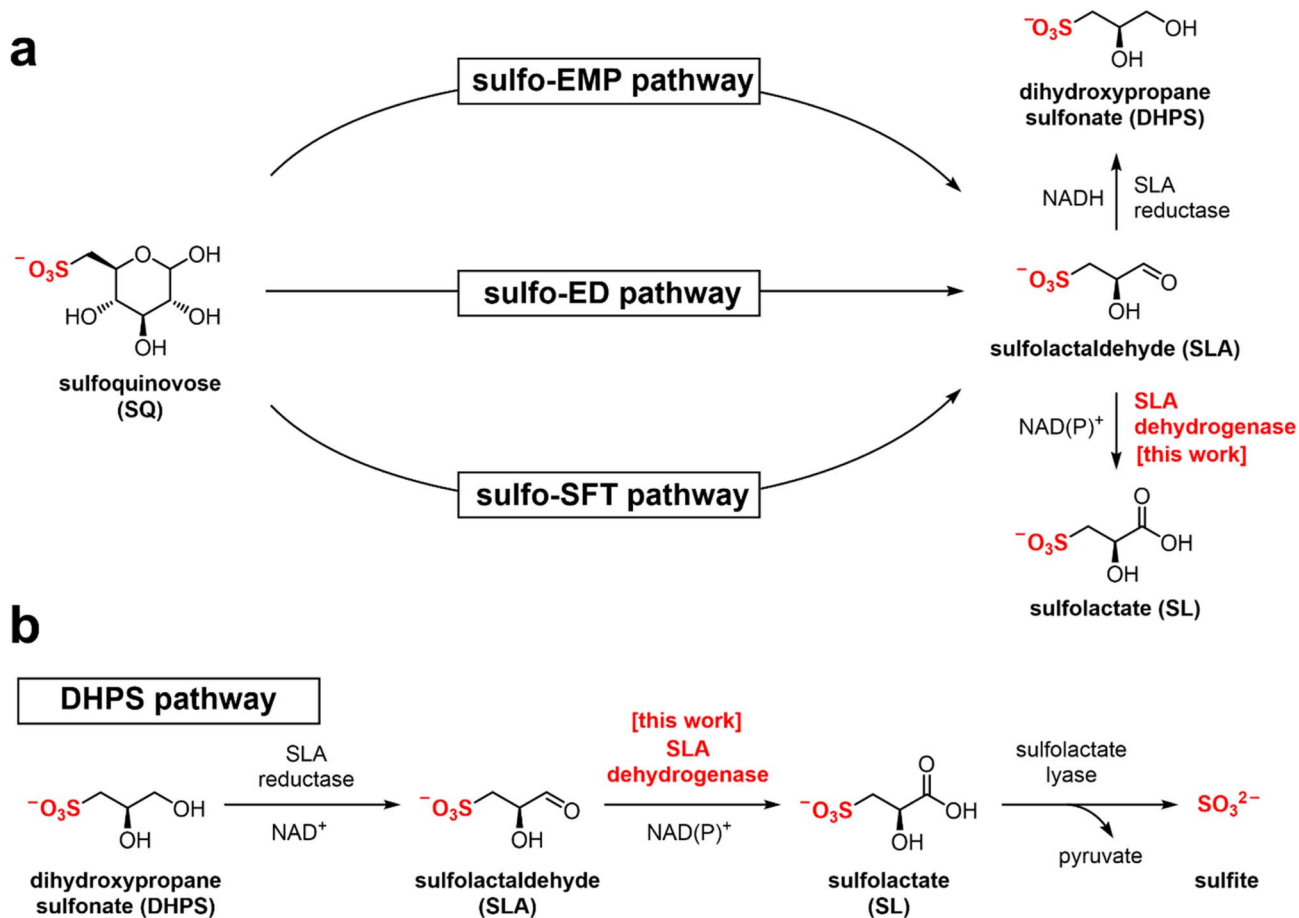 a
sulfo-EMP pathway
sulfo-ED pathway
sulfo-SFT pathway
⁻O₃S
O
OH
HO
OH
OH
sulfoquinovose
(SQ)
⁻O₃S
OH
OH
dihydroxypropane
sulfonate (DHPS)
NADH
SLA
reductase
⁻O₃S
O
OH
sulfolactaldehyde (SLA)
NAD(P)⁺
SLA
dehydrogenase
[this work]
O
⁻O₃S
OH
OH
sulfolactate (SL)
b
DHPS pathway
⁻O₃S
OH
OH
dihydroxypropane
sulfonate (DHPS)
SLA
reductase
NAD⁺
⁻O₃S
O
OH
sulfolactaldehyde
(SLA)
[this work]
SLA
dehydrogenase
NAD(P)⁺
O
⁻O₃S
OH
OH
sulfolactate
(SL)
sulfolactate
lyase
pyruvate
SO₃²⁻
sulfite